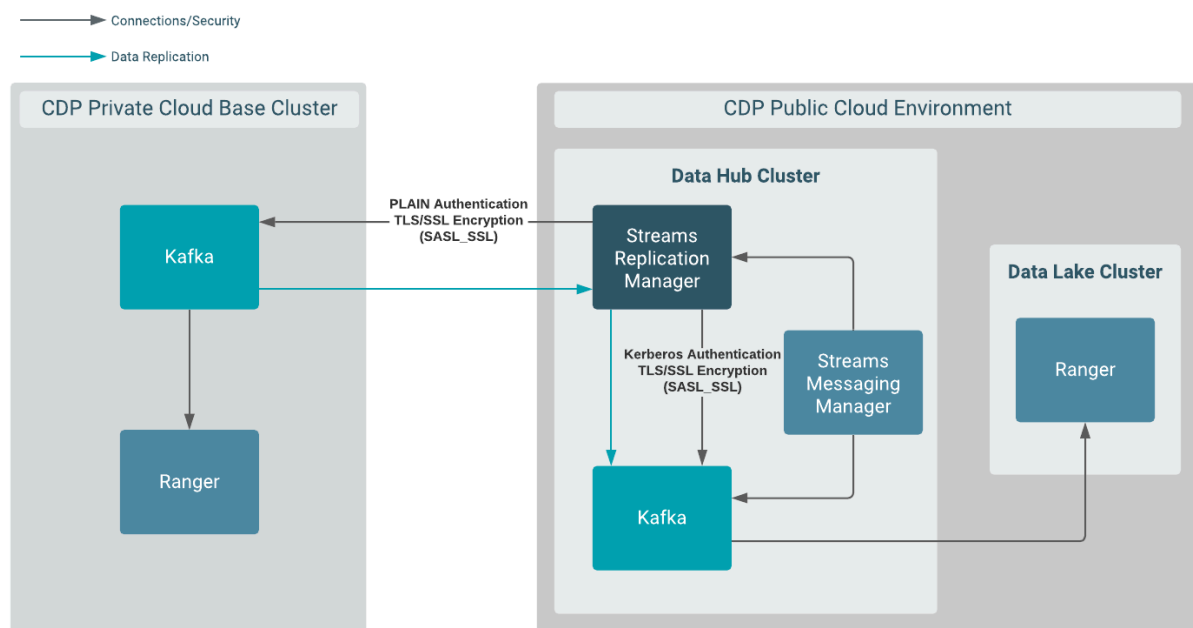 Connections/Security
Data Replication
CDP Private Cloud Base Cluster
CDP Public Cloud Environment
Data Hub Cluster
PLAIN Authentication
TLS/SSL Encryption
(SASL_SSL)
Kafka
Streams
Replication
Manager
Data Lake Cluster
Kerberos Authentication
TLS/SSL Encryption
(SASL_SSL)
Streams
Messaging
Manager
Ranger
Ranger
Kafka